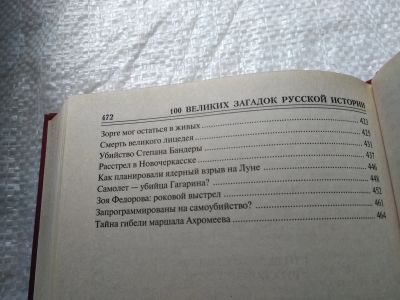 472 100 ВЕЛИКИХ ЗАГАДОК РУССКОЙ ИСТОРИИ
Зорге мог остаться в живых 423
Смерть великого лицедея 425
Убийство Степана Бандеры 431
Расстрел в Новочеркасске 437
Как планировали ядерный взрыв на Луне 446
Самолет — убийца Гагарина? 448
Зоя Федорова: роковой выстрел 452
Запрограммированы на самоубийство? 461
Тайна гибели маршала Ахромеева 464